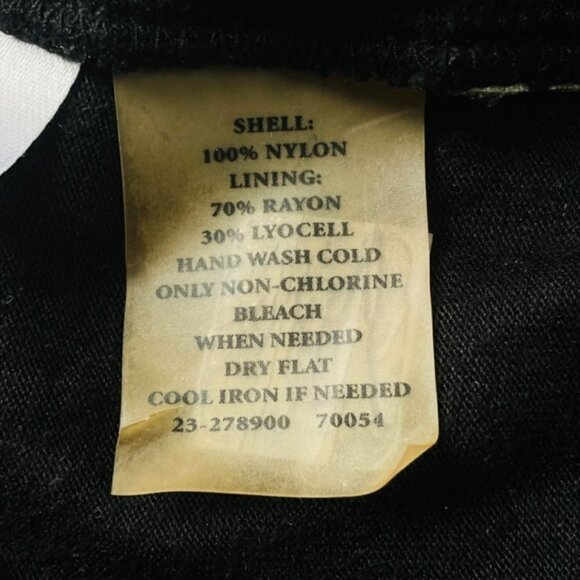 SHELL:
100% NYLON
LINING:
70% RAYON
30% LYOCELL
HAND WASH COLD
ONLY NON-CHLORINE
BLEACH
WHEN NEEDED
DRY FLAT
COOL IRON IF NEEDED
23-278900 70054